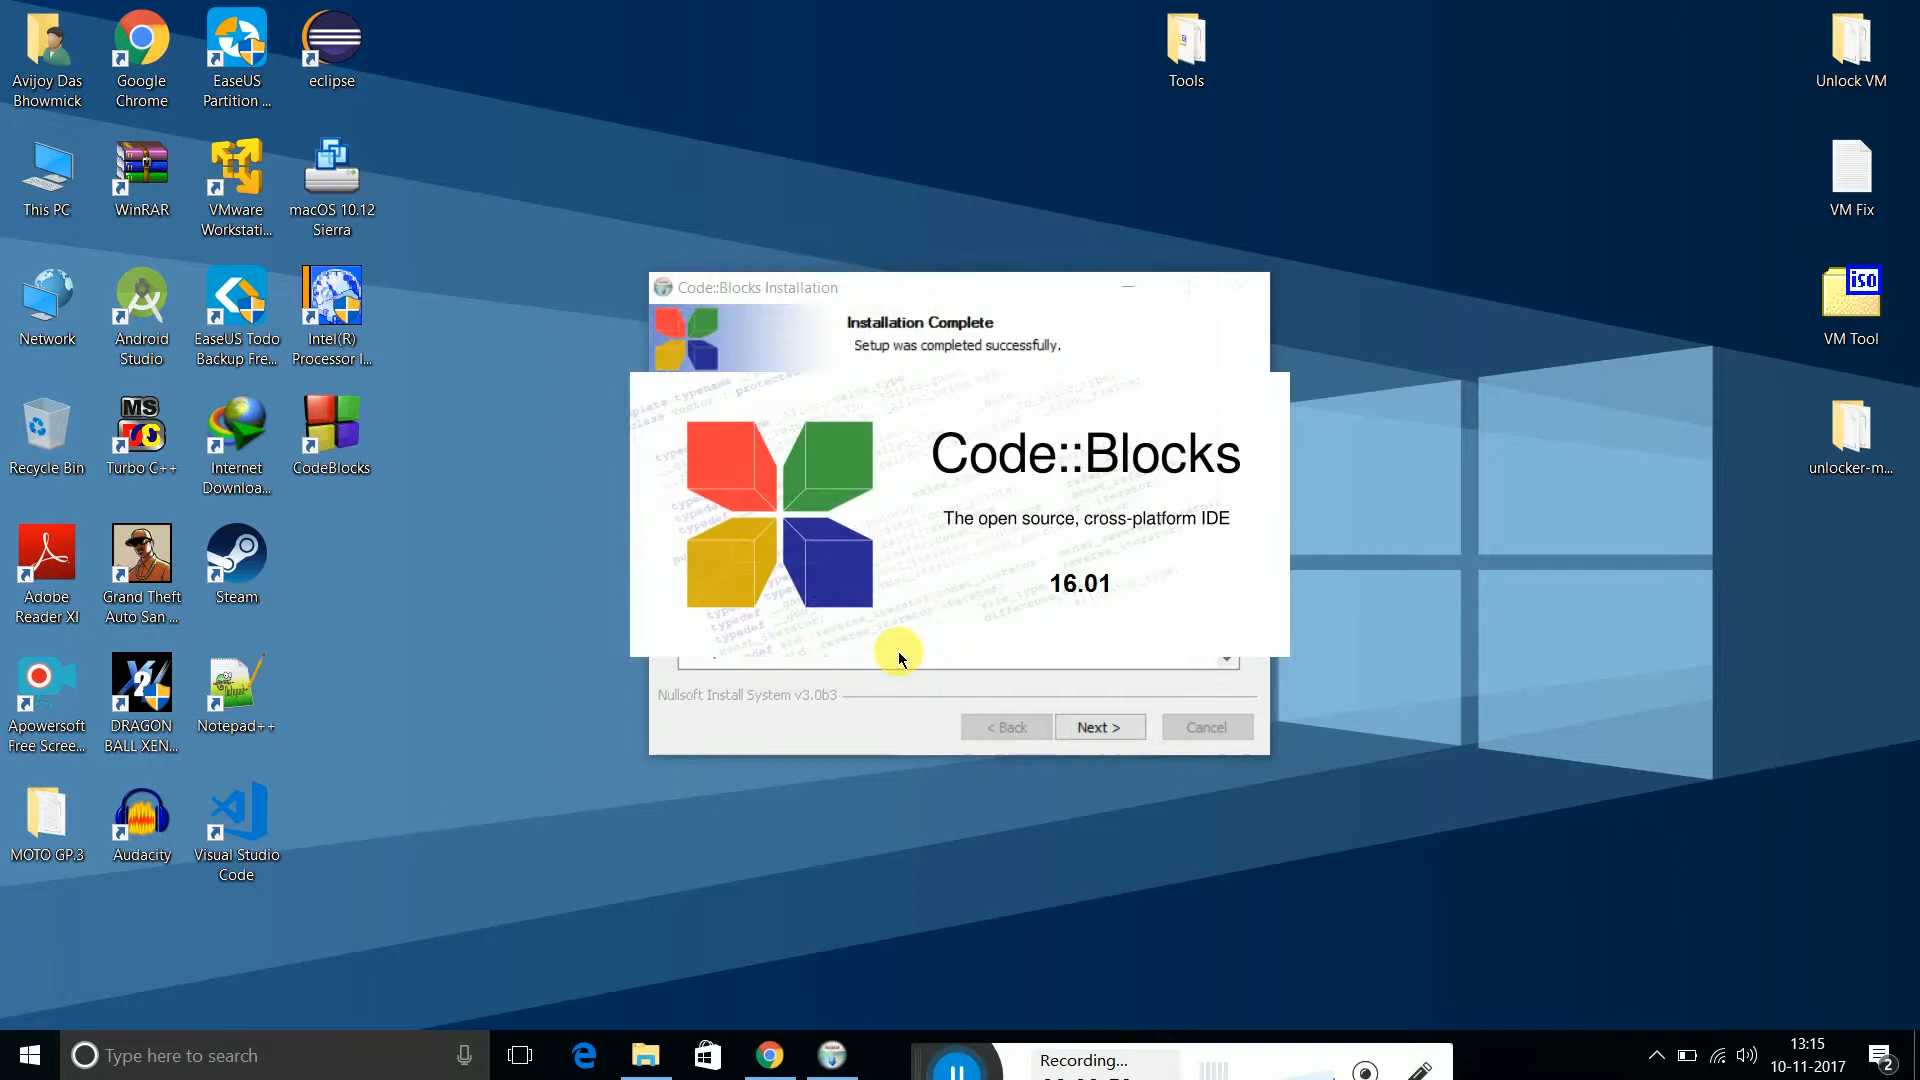 Avijoy Das
Bhowmick
Google
Chrome
EaseUS
Partition ...
eclipse
Tools
Unlock VM
This PC
WinRAR
VMware
Workstati...
macOS 10.12
Sierra
VM Fix
Network
Android
Studio
EaseUS Todo
Backup Fre...
Intel(R)
Processor I...
iso
VM Tool
Recycle Bin
MS
Turbo C++
Internet
Downloa...
CodeBlocks
unlocker-m...
Adobe
Reader XI
Grand Theft
Auto San ...
Steam
Apowersoft
Free Scree...
DRAGON
BALL XEN...
Notepad++
MOTO GP.3
Audacity
Visual Studio
Code
Code::Blocks Installation
Installation Complete
Setup was completed successfully.
Code::Blocks
The open source, cross-platform IDE
16.01
Nullsoft Install System v3.0b3
< Back
Next >
Cancel
Type here to search
Recording...
13:15
10-11-2017
2